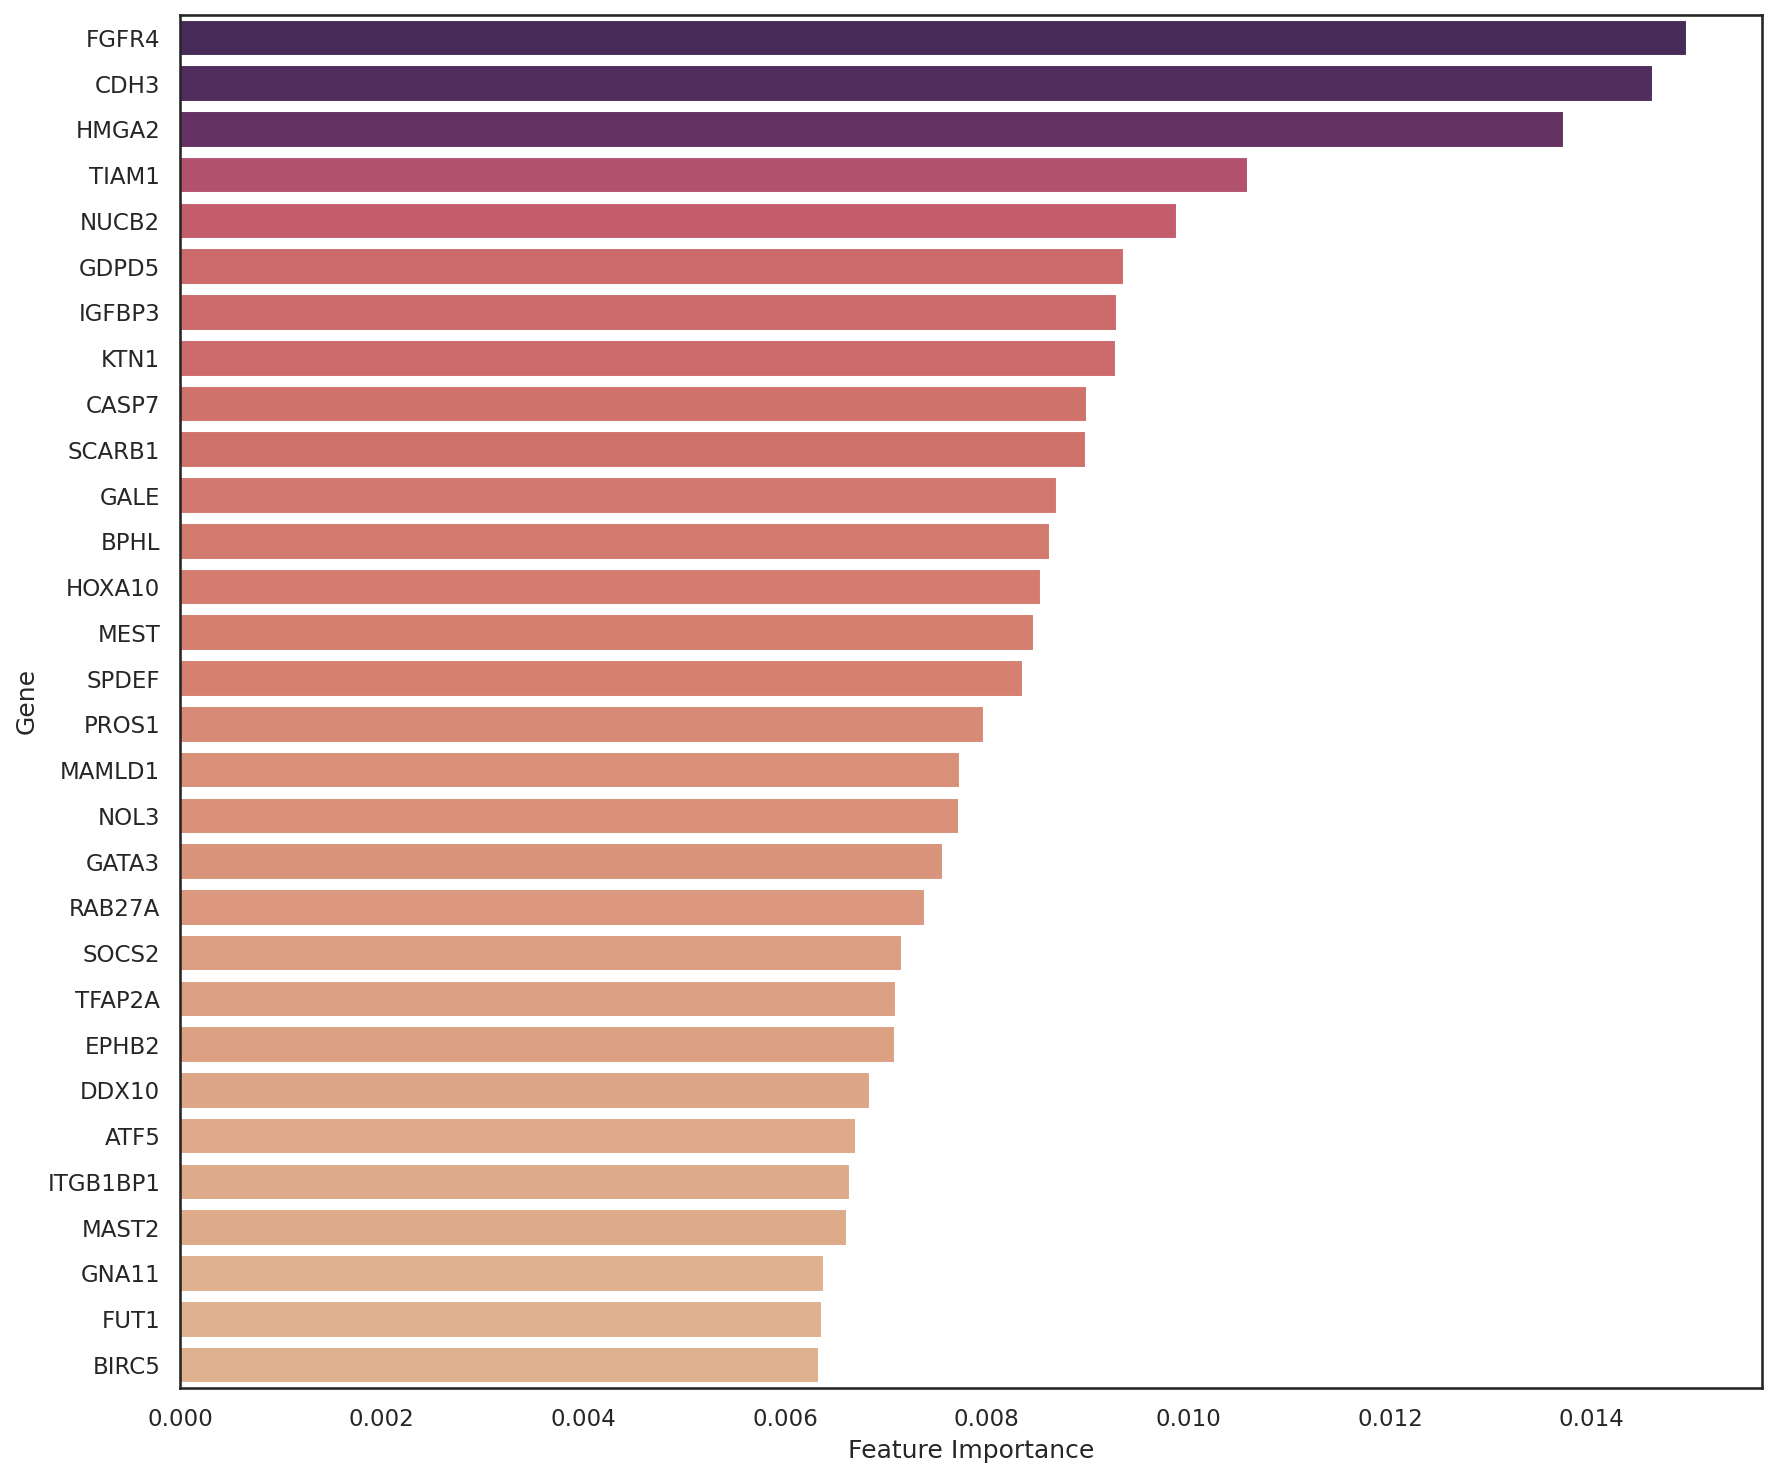 FGFR4
CDH3
HMGA2
TIAM1
NUCB2
GDPD5
IGFBP3
KTN1
CASP7
SCARB1
GALE
BPHL
HOXA10
MEST
SPDEF
PROS1
MAMLD1
NOL3
GATA3
RAB27A
SOCS2
TFAP2A
EPHB2
DDX10
ATF5
ITGB1BP1
MAST2
GNA11
FUT1
BIRC5
Gene
0.000 0.002 0.004 0.006 0.008 0.010 0.012 0.014
Feature Importance